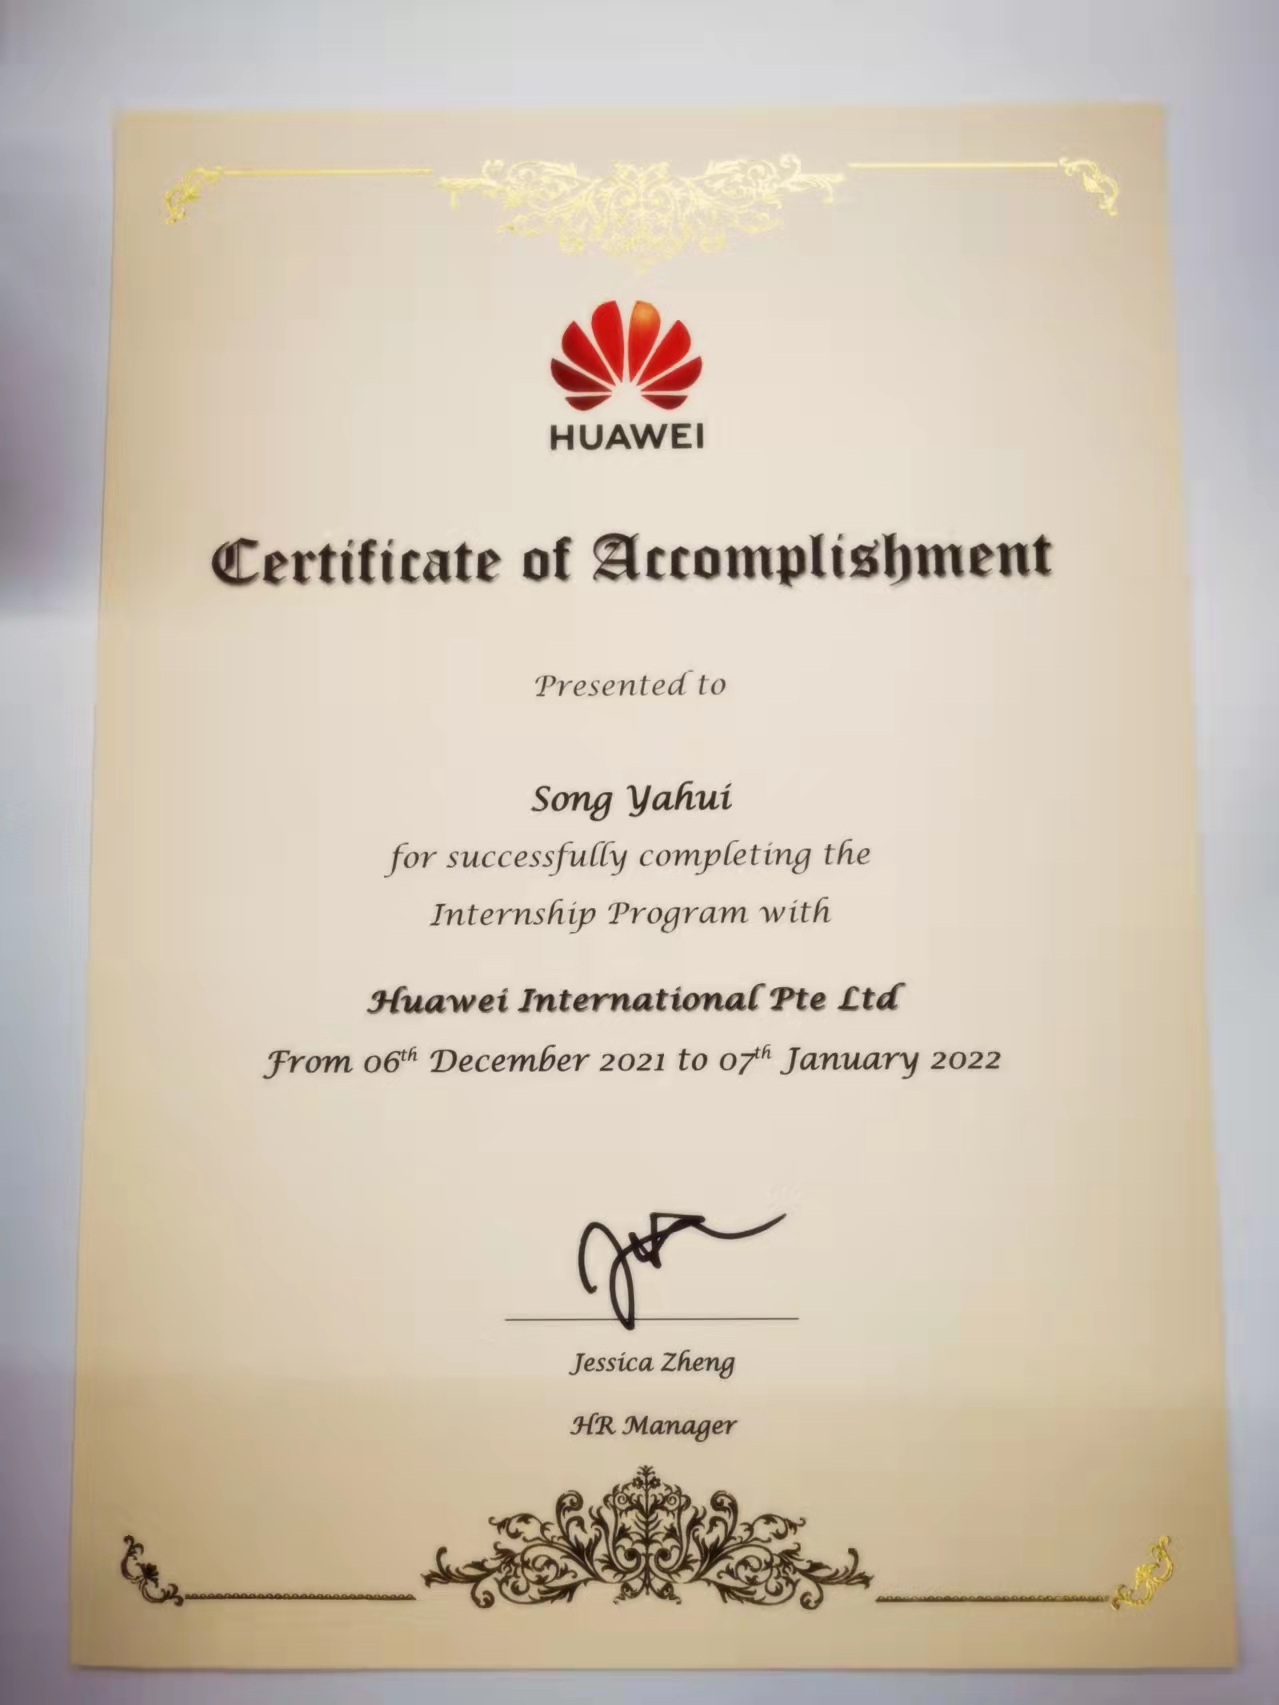 HUAWEI
Certificate of Accomplishment
Presented to
Song Yahui
for successfully completing the
Internship Program with
Huawei International Pte Ltd
From 06th December 2021 to 07th January 2022
Jessica Zheng
HR Manager